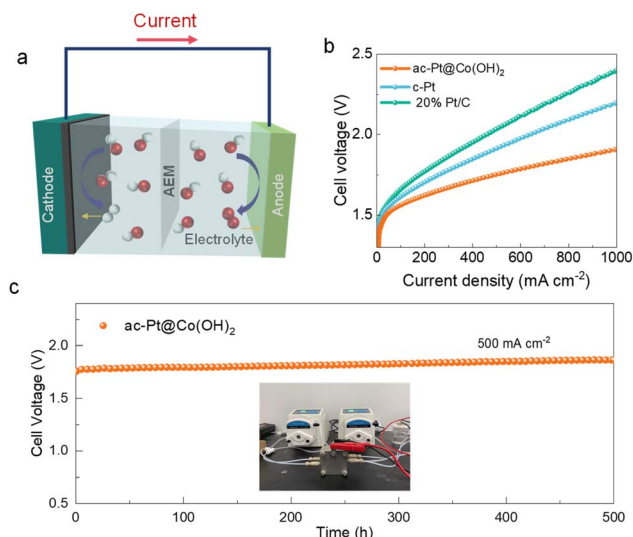 Current
a
Cathode
AEM
Electrolyte
Anode
b
ac-Pt@Co(OH)₂
c-Pt
20% Pt/C
Cell voltage (V)
2.5
2.0
1.5
0 200 400 600 800 1000
Current density (mA cm⁻²)
c
ac-Pt@Co(OH)₂
500 mA cm⁻²
Cell Voltage (V)
2.0
1.5
1.0
0.5
0 100 200 300 400 500
Time (h)